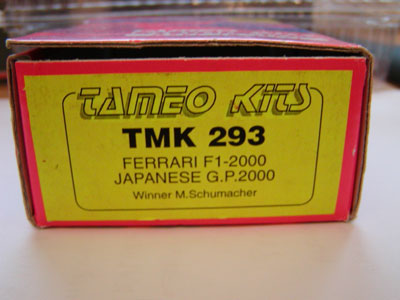 TAMEO KITS
TMK 293
FERRARI F1-2000
JAPANESE G.P.2000
Winner M.Schumacher